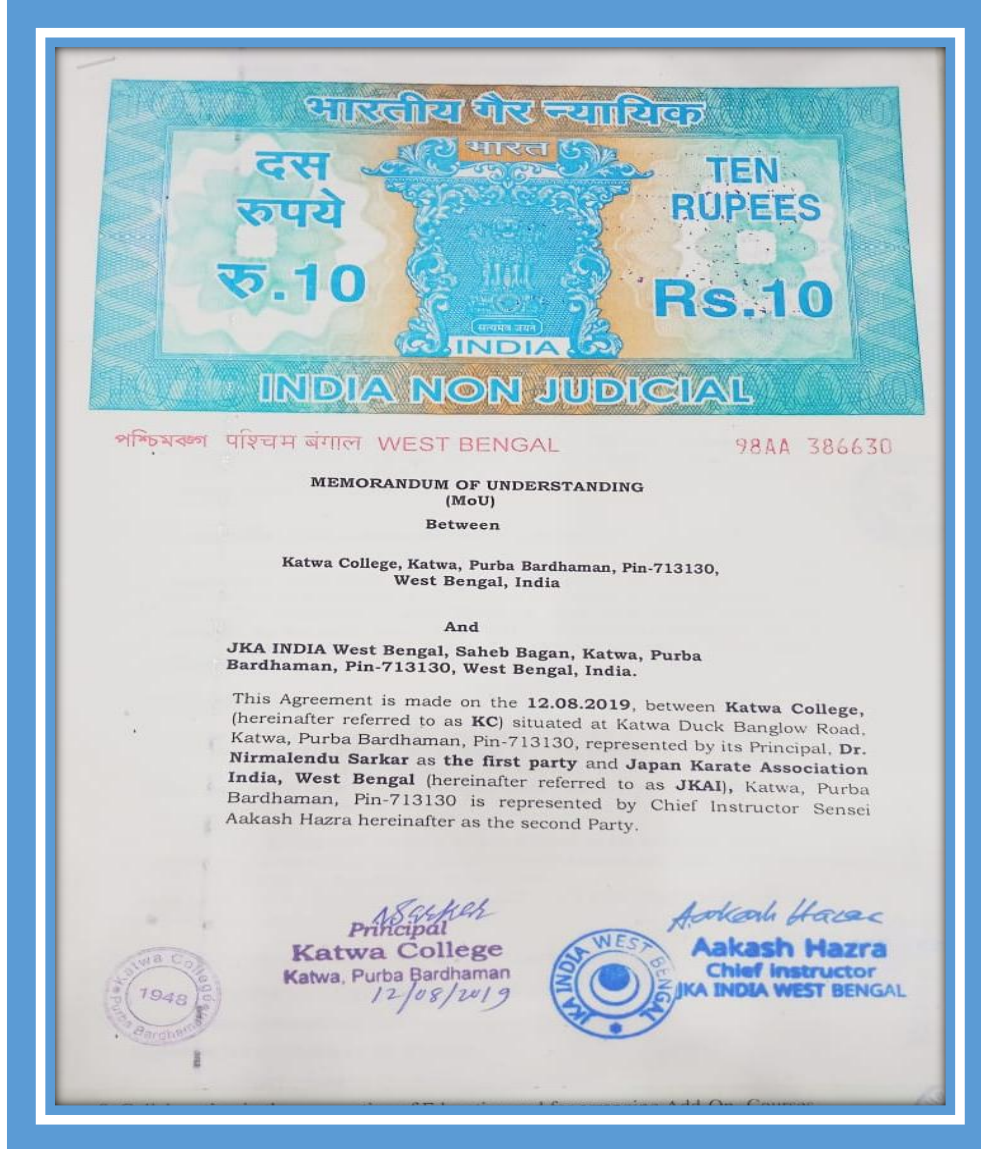 भारतीय गैर न्यायिक
भारत
दस
रुपये
रु.10
TEN
RUPEES
Rs.10
सत्यमेव जयते
INDIA
INDIA NON JUDICIAL
পশ্চিমবঙ্গ पश्चिम बंगाल WEST BENGAL 98AA 386630
MEMORANDUM OF UNDERSTANDING
(MoU)
Between
Katwa College, Katwa, Purba Bardhaman, Pin-713130,
West Bengal, India
And
JKA INDIA West Bengal, Saheb Bagan, Katwa, Purba
Bardhaman, Pin-713130, West Bengal, India.
This Agreement is made on the 12.08.2019, between Katwa College,
(hereinafter referred to as KC) situated at Katwa Duck Banglow Road,
Katwa, Purba Bardhaman, Pin-713130, represented by its Principal, Dr.
Nirmalendu Sarkar as the first party and Japan Karate Association
India, West Bengal (hereinafter referred to as JKAI), Katwa, Purba
Bardhaman, Pin-713130 is represented by Chief Instructor Sensei
Aakash Hazra hereinafter as the second Party.
Principal
Katwa College
Katwa, Purba Bardhaman
12/08/2019
Katwa College
1948
Purba Bardhaman
JKA INDIA WEST BENGAL
Aakash Hazra
Aakash Hazra
Chief Instructor
JKA INDIA WEST BENGAL